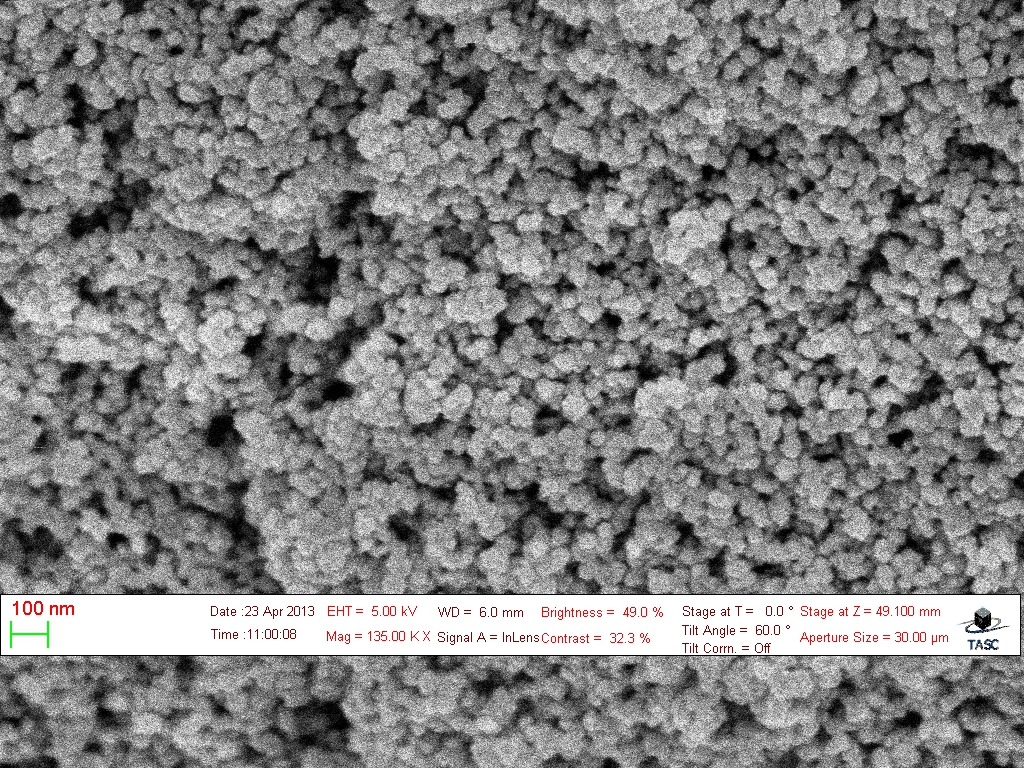 100 nm
Date :23 Apr 2013 EHT = 5.00 kV WD = 6.0 mm Brightness = 49.0 % Stage at T = 0.0 ° Stage at Z = 49.100 mm
Time :11:00:08 Mag = 135.00 K X Signal A = InLens Contrast = 32.3 % Tilt Angle = 60.0 ° Aperture Size = 30.00 µm
Tilt Corrn. = Off
TASC